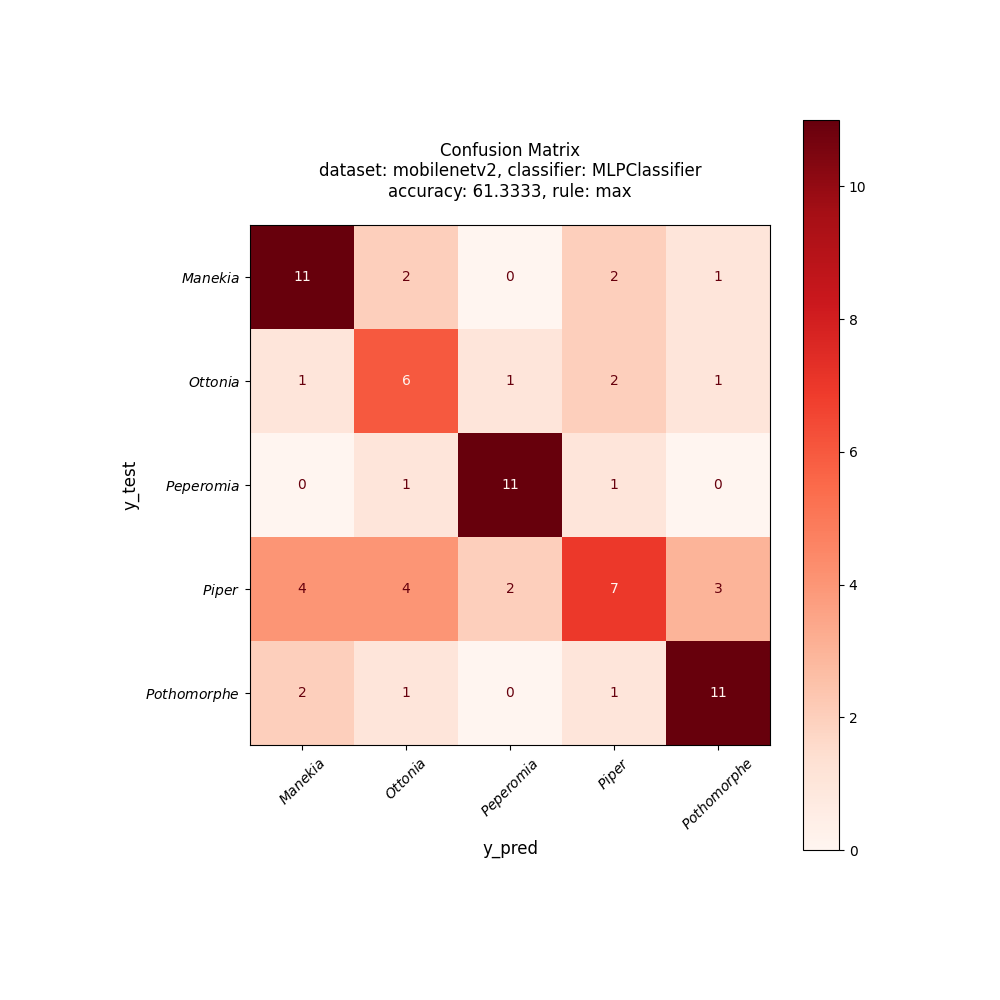 Confusion Matrix
dataset: mobilenetv2, classifier: MLPClassifier
accuracy: 61.3333, rule: max
y_test
Manekia 11 2 0 2 1
Ottonia 1 6 1 2 1
Peperomia 0 1 11 1 0
Piper 4 4 2 7 3
Pothomorphe 2 1 0 1 11
Manekia Ottonia Peperomia Piper Pothomorphe
y_pred
10
8
6
4
2
0